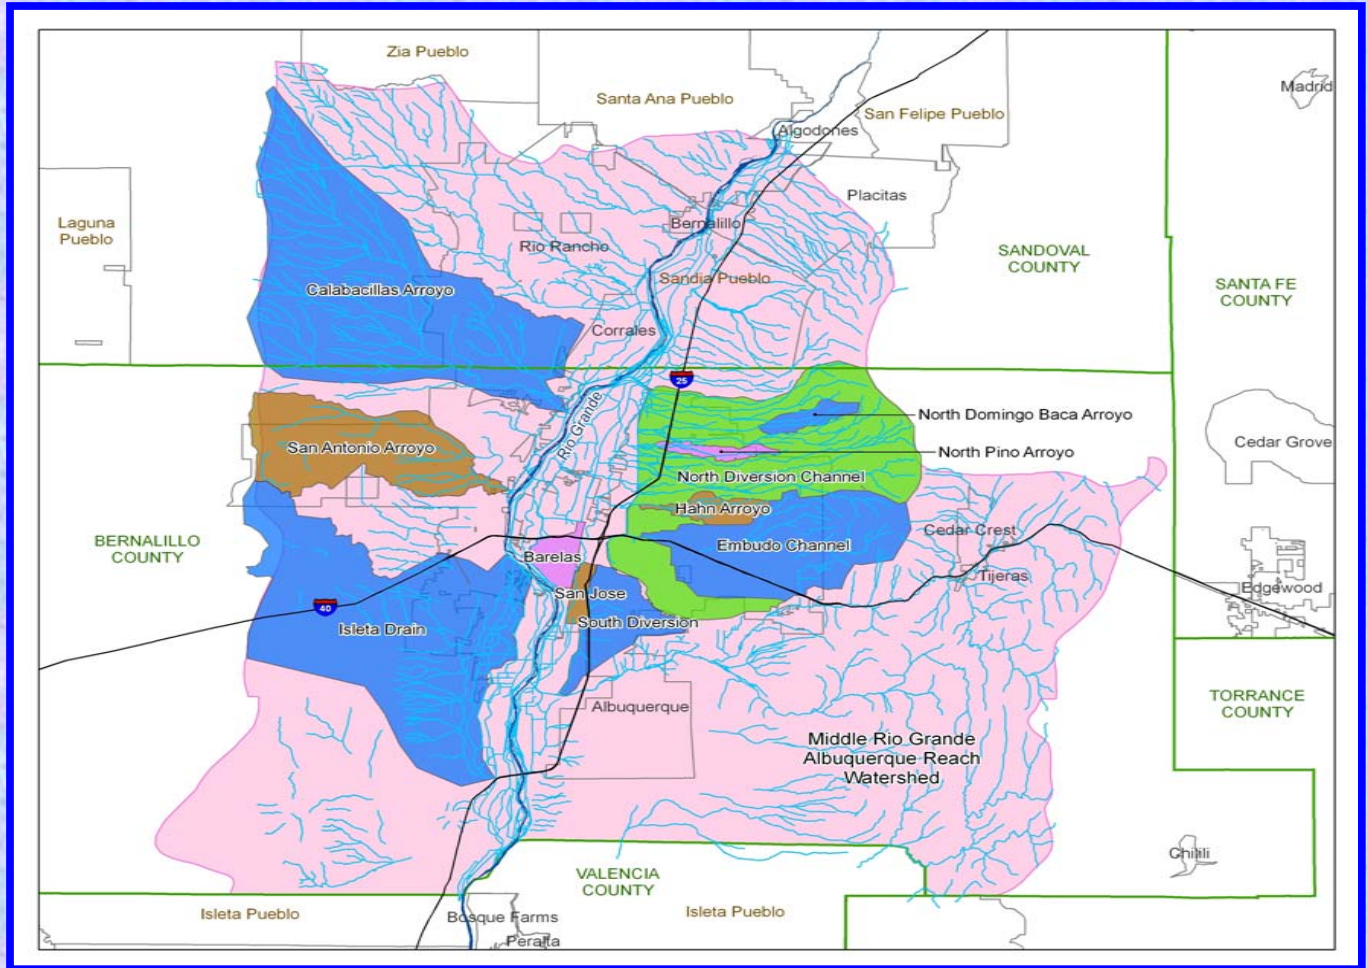 Zia Pueblo
Santa Ana Pueblo
San Felipe Pueblo
Madrid
Algodones
Placitas
Laguna
Pueblo
Bernalillo
Rio Rancho
SANDOVAL
COUNTY
Sandia Pueblo
SANTA FE
COUNTY
Calabacillas Arroyo
Corrales
25
Rio Grande
North Domingo Baca Arroyo
San Antonio Arroyo
Cedar Grove
North Pino Arroyo
North Diversion Channel
Hahn Arroyo
Cedar Crest
BERNALILLO
COUNTY
Embudo Channel
Barelas
Tijeras
Edgewood
San Jose
40
South Diversion
Isleta Drain
TORRANCE
COUNTY
Albuquerque
Middle Rio Grande
Albuquerque Reach
Watershed
Chilili
VALENCIA
COUNTY
Isleta Pueblo
Isleta Pueblo
Bosque Farms
Peralta